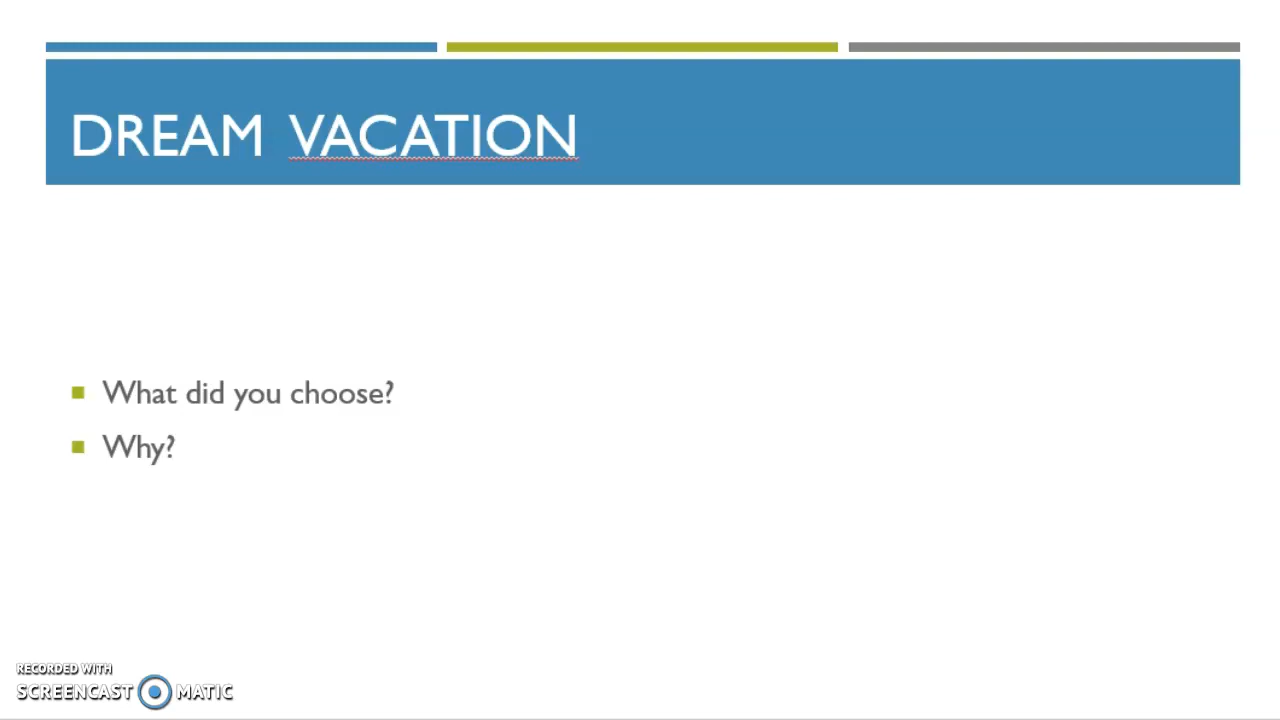 DREAM VACATION
What did you choose?
Why?
RECORDED WITH
SCREENCAST MATIC